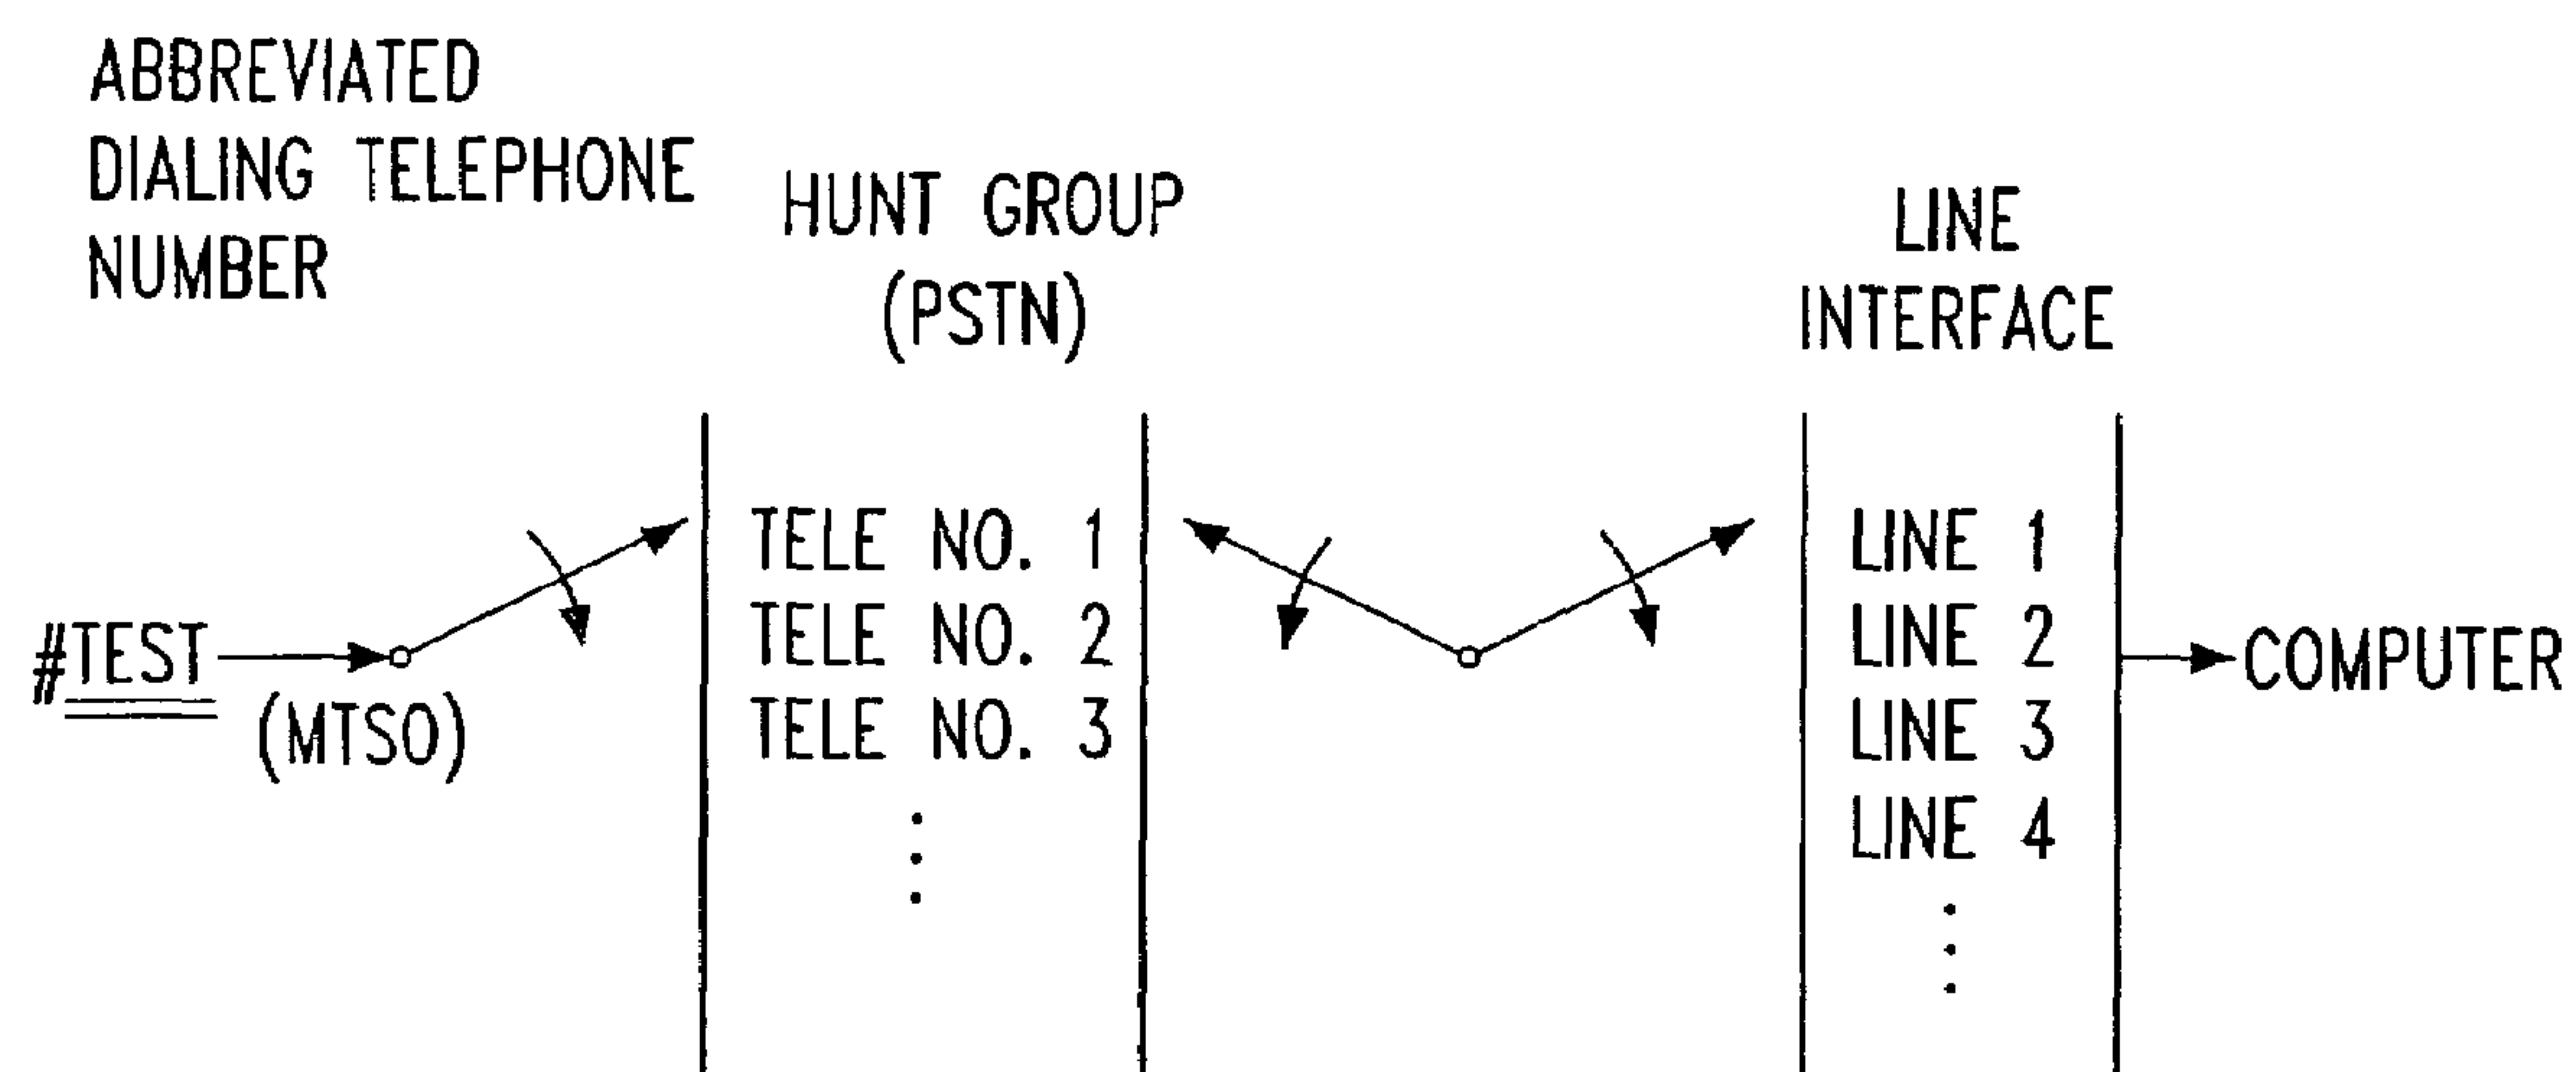 ABBREVIATED
DIALING TELEPHONE
NUMBER
HUNT GROUP
(PSTN)
LINE
INTERFACE
#TEST
(MTSO)
TELE NO. 1
TELE NO. 2
TELE NO. 3
LINE 1
LINE 2
LINE 3
LINE 4
COMPUTER